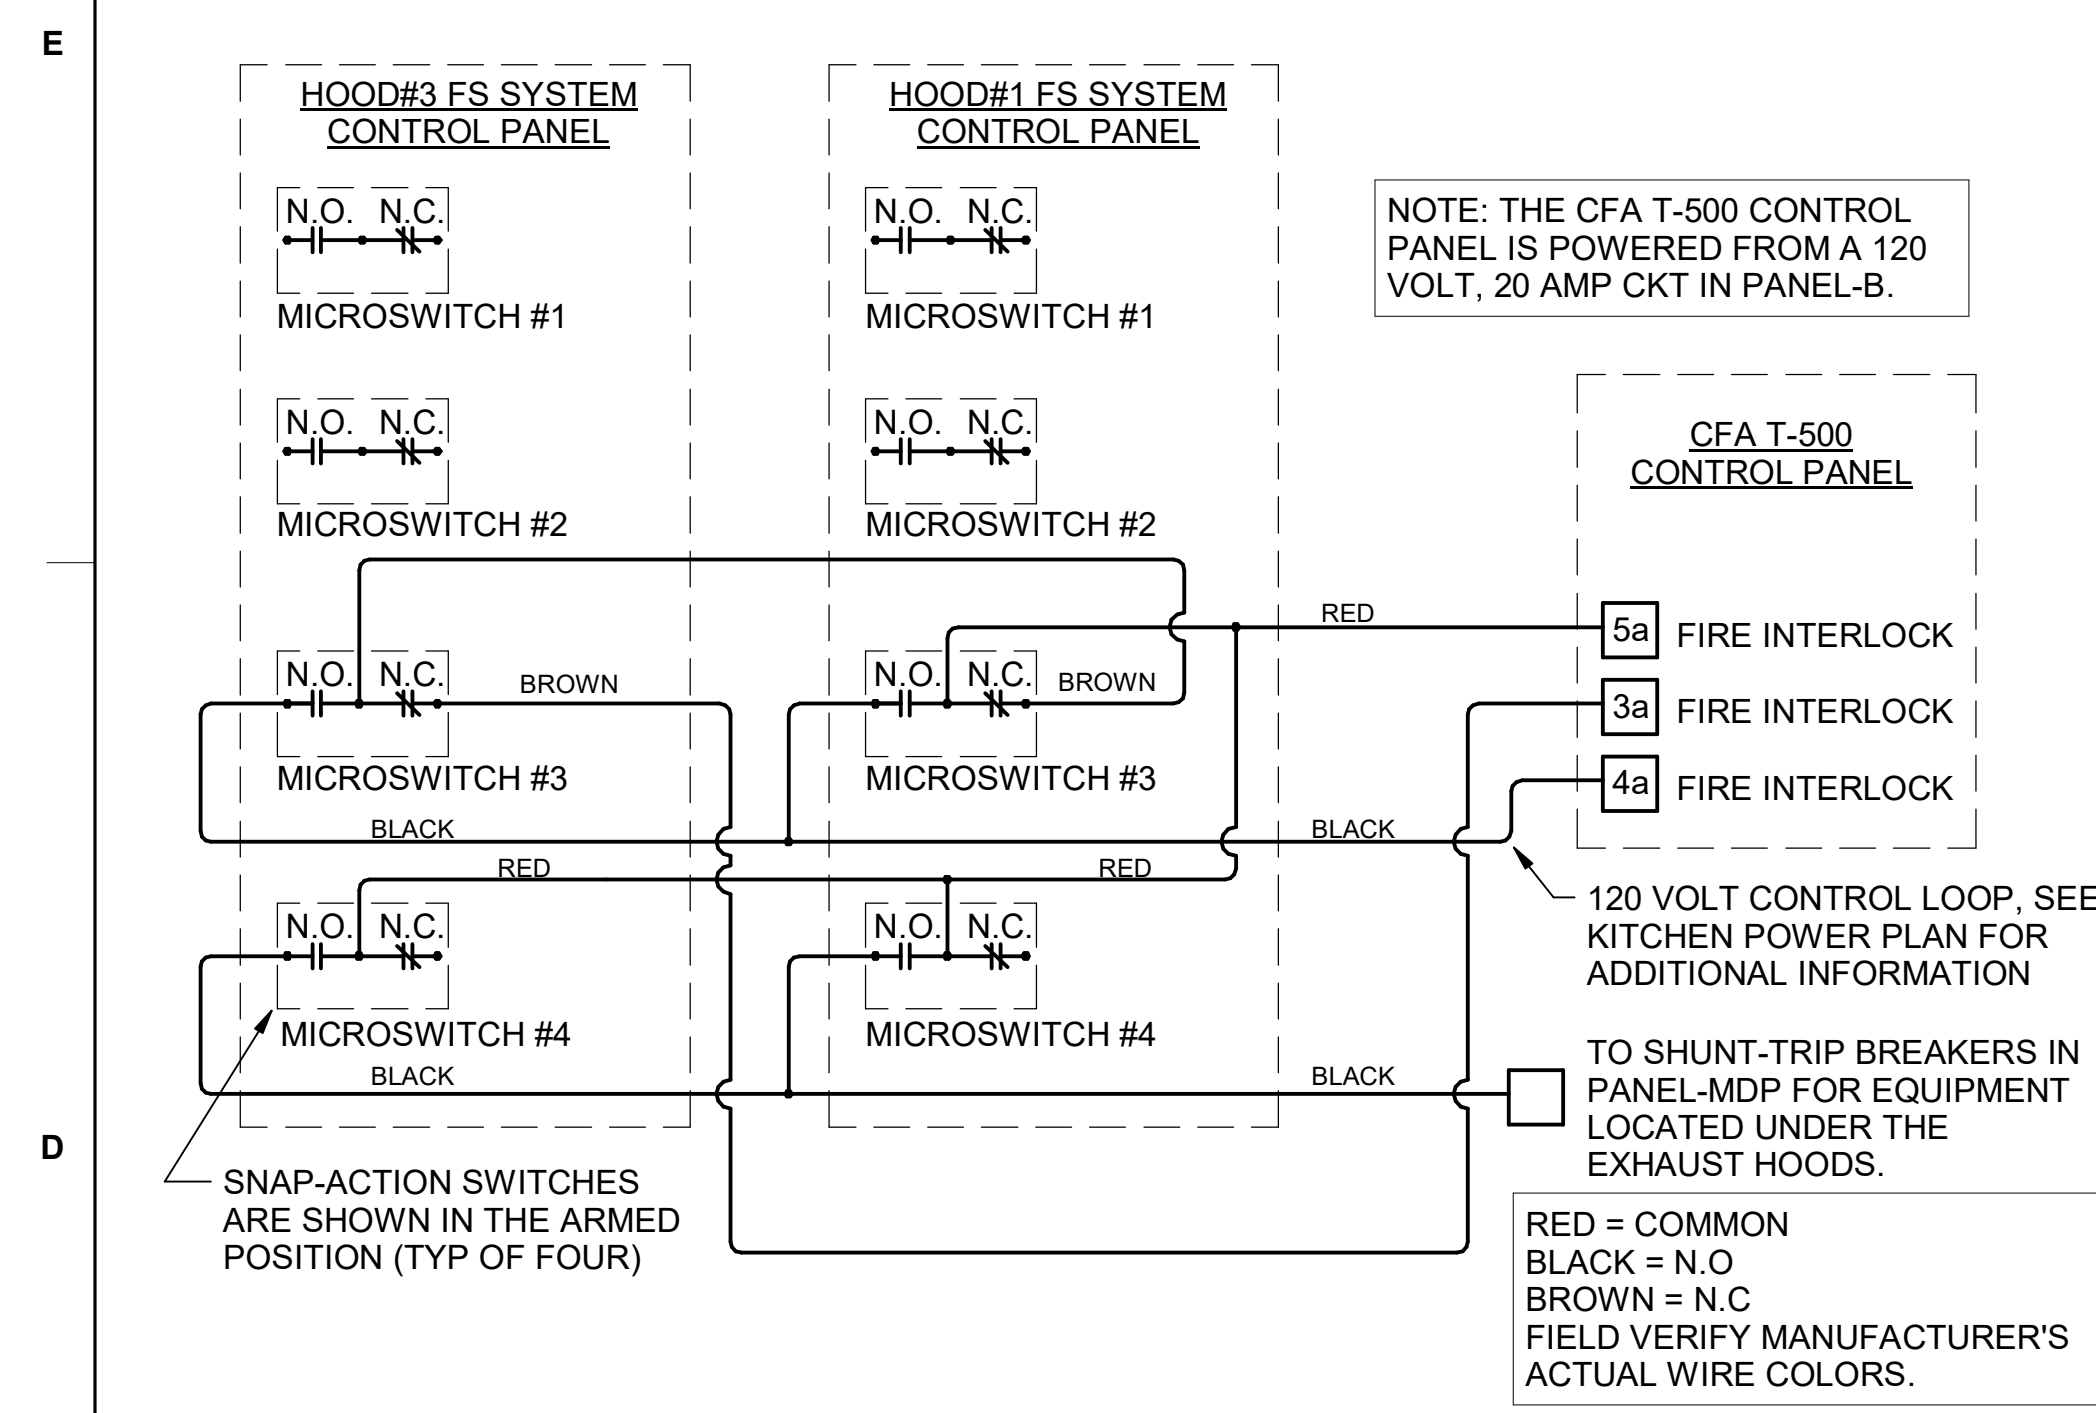 E
HOOD#3 FS SYSTEM
CONTROL PANEL
N.O. N.C.
MICROSWITCH #1
N.O. N.C.
MICROSWITCH #2
N.O. N.C.
BROWN
MICROSWITCH #3
BLACK
RED
N.O. N.C.
MICROSWITCH #4
BLACK
HOOD#1 FS SYSTEM
CONTROL PANEL
N.O. N.C.
MICROSWITCH #1
N.O. N.C.
MICROSWITCH #2
N.O. N.C.
BROWN
MICROSWITCH #3
RED
N.O. N.C.
MICROSWITCH #4
RED
BLACK
BLACK
NOTE: THE CFA T-500 CONTROL
PANEL IS POWERED FROM A 120
VOLT, 20 AMP CKT IN PANEL-B.
CFA T-500
CONTROL PANEL
5a FIRE INTERLOCK
3a FIRE INTERLOCK
4a FIRE INTERLOCK
120 VOLT CONTROL LOOP, SEE
KITCHEN POWER PLAN FOR
ADDITIONAL INFORMATION
TO SHUNT-TRIP BREAKERS IN
PANEL-MDP FOR EQUIPMENT
LOCATED UNDER THE
EXHAUST HOODS.
D
SNAP-ACTION SWITCHES
ARE SHOWN IN THE ARMED
POSITION (TYP OF FOUR)
RED = COMMON
BLACK = N.O
BROWN = N.C
FIELD VERIFY MANUFACTURER'S
ACTUAL WIRE COLORS.